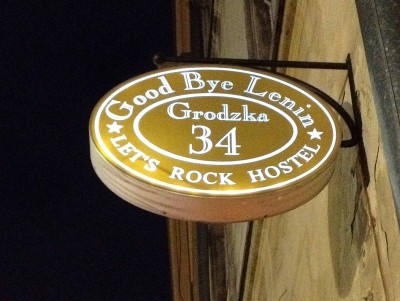 Good Bye Lenin
Grodzka
34
LET'S ROCK HOSTEL